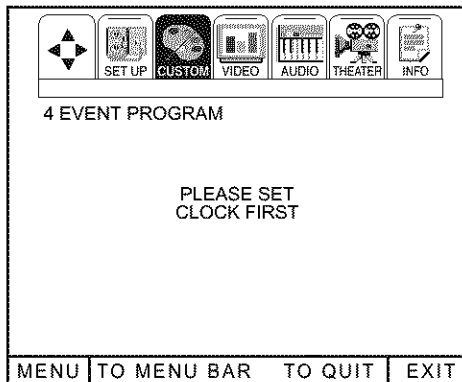 SET UP CUSTOM VIDEO AUDIO THEATER INFO
4 EVENT PROGRAM
PLEASE SET
CLOCK FIRST
MENU TO MENU BAR TO QUIT EXIT